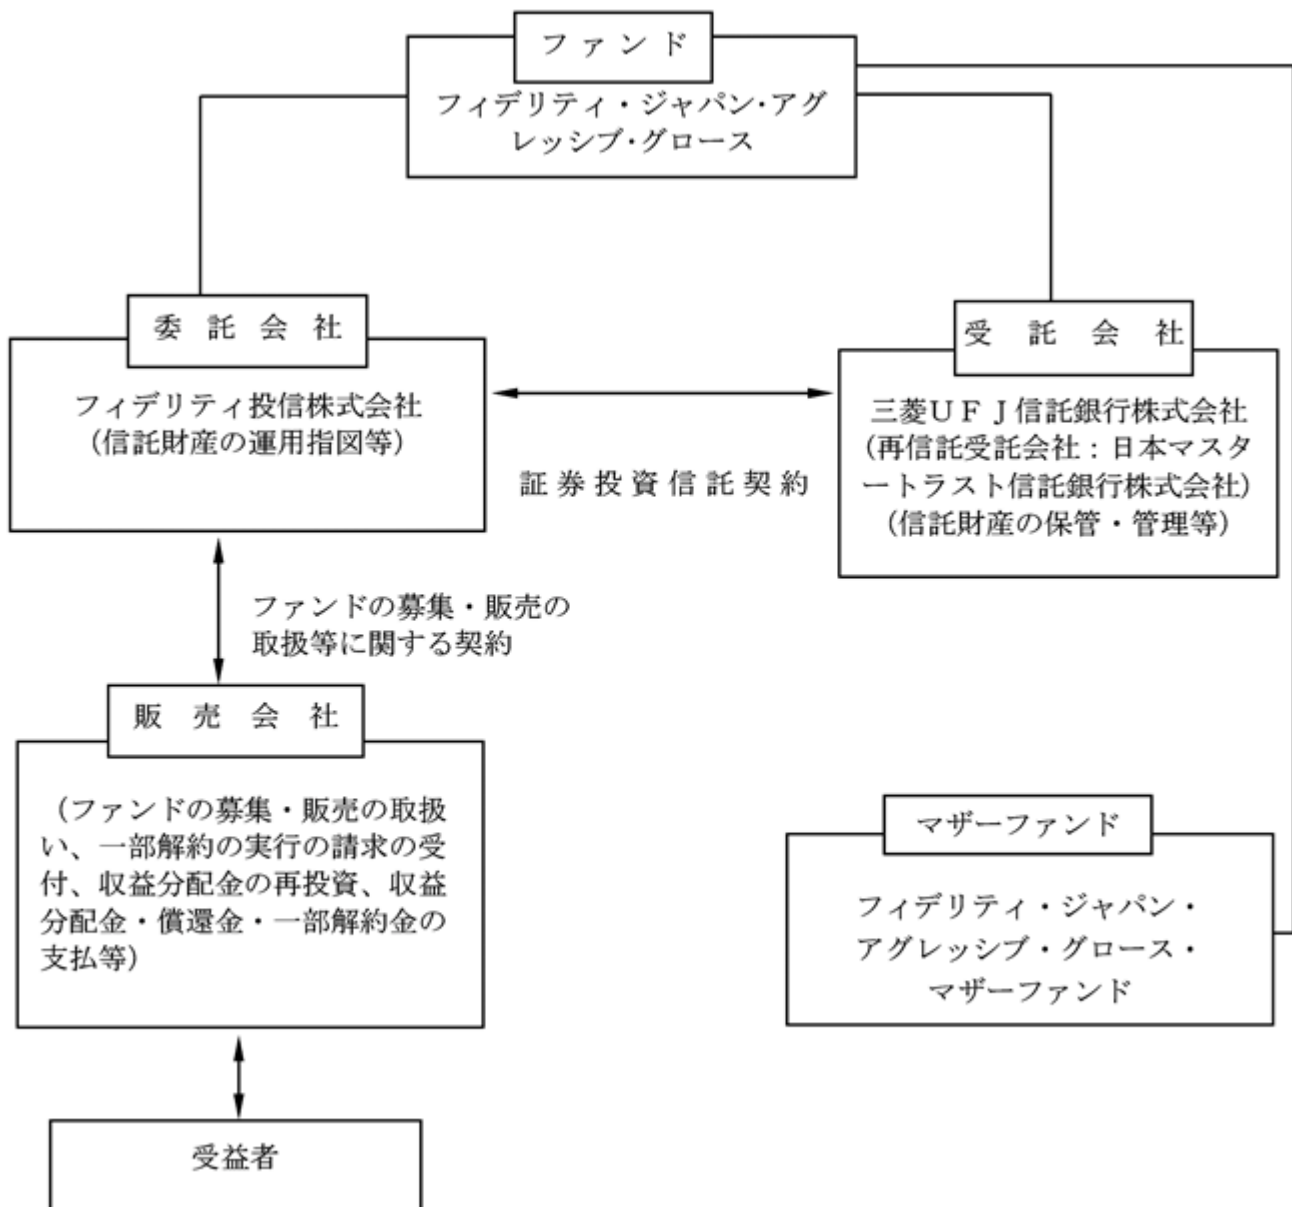 ファンド
フィデリティ・ジャパン・アグ
レッシブ・グロース
委託会社
フィデリティ投信株式会社
(信託財産の運用指図等)
証券投資信託契約
受託会社
三菱UFJ信託銀行株式会社
(再信託受託会社:日本マスタ
ートラスト信託銀行株式会社)
(信託財産の保管・管理等)
ファンドの募集・販売の
取扱等に関する契約
販売会社
(ファンドの募集・販売の取扱
い、一部解約の実行の請求の受
付、収益分配金の再投資、収益
分配金・償還金・一部解約金の
支払等)
マザーファンド
フィデリティ・ジャパン・
アグレッシブ・グロース・
マザーファンド
受益者